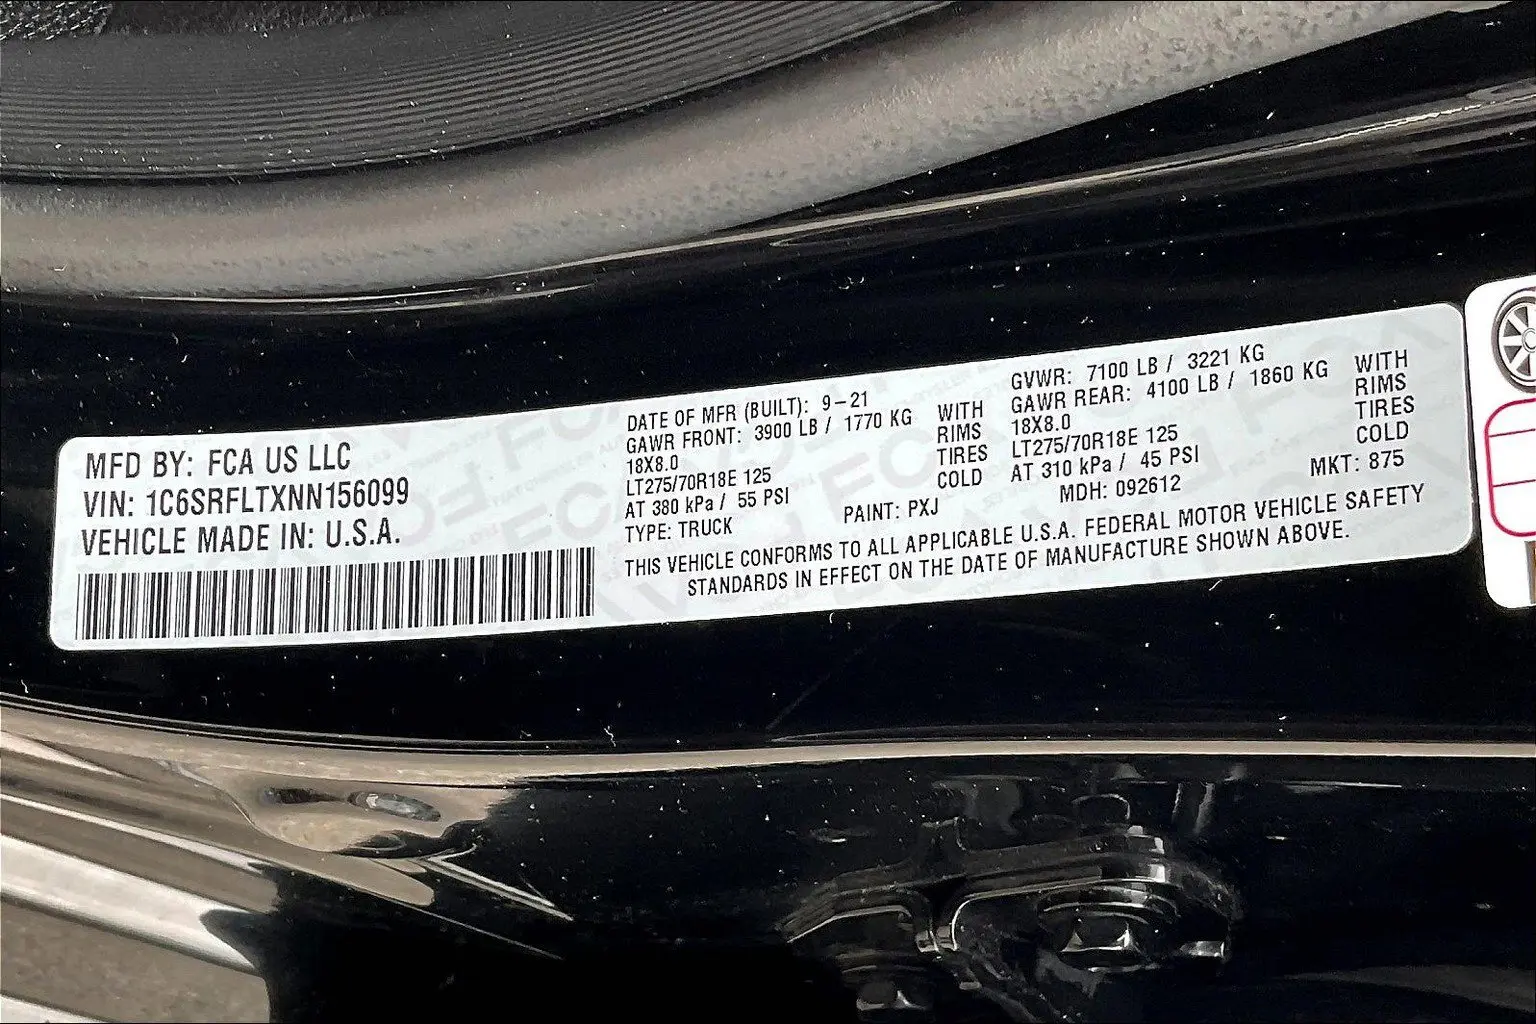 MFD BY: FCA US LLC
VIN: 1C6SRFLTXNN156099
VEHICLE MADE IN: U.S.A.
DATE OF MFR (BUILT): 9-21
GAWR FRONT: 3900 LB / 1770 KG WITH
18X8.0 RIMS
LT275/70R18E 125 TIRES
AT 380 kPa / 55 PSI COLD
TYPE: TRUCK PAINT: PXJ
GVWR: 7100 LB / 3221 KG
GAWR REAR: 4100 LB / 1860 KG WITH
18X8.0 RIMS
LT275/70R18E 125 TIRES
AT 310 kPa / 45 PSI COLD
MDH: 092612 MKT: 875
THIS VEHICLE CONFORMS TO ALL APPLICABLE U.S.A. FEDERAL MOTOR VEHICLE SAFETY
STANDARDS IN EFFECT ON THE DATE OF MANUFACTURE SHOWN ABOVE.